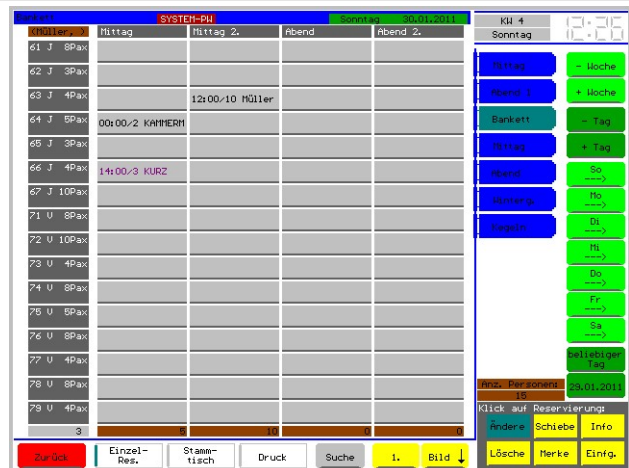 Bankett SYSTEM-PW Sonntag 30.01.2011
(Müller, ) Mittag Mittag 2. Abend Abend 2.
61 J 8Pax
62 J 3Pax
63 J 4Pax 12:00/10 Müller
64 J 5Pax 00:00/2 KAMMERM
65 J 3Pax
66 J 4Pax 14:00/3 KURZ
67 J 10Pax
71 V 8Pax
72 V 10Pax
73 V 4Pax
74 V 8Pax
75 V 5Pax
76 V 8Pax
77 V 4Pax
78 V 8Pax
79 V 4Pax
3 5 10 0 0
KW 4
Sonntag
Mittag
Abend 1
Bankett
Mittag
Abend
Kegeln
- Woche
+ Woche
- Tag
+ Tag
So
--->
Mo
--->
Di
--->
Mi
--->
Do
--->
Fr
--->
Sa
--->
beliebiger
Tag
29.01.2011
Anz. Personen:
15
Klick auf Reservierung:
Ändere Schiebe Info
Lösche Merke Einfg.
Zurück
Einzel-
Res.
Stamm-
tisch
Druck
Suche
1.
Bild ↓